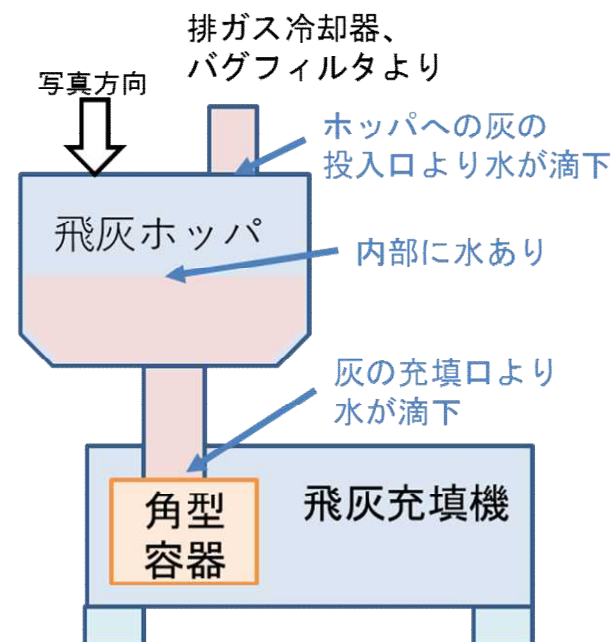 排ガス冷却器、
バグフィルタより
写真方向
ホッパへの灰の
投入口より水が滴下
飛灰ホッパ
内部に水あり
灰の充填口より
水が滴下
飛灰充填機
角型
容器